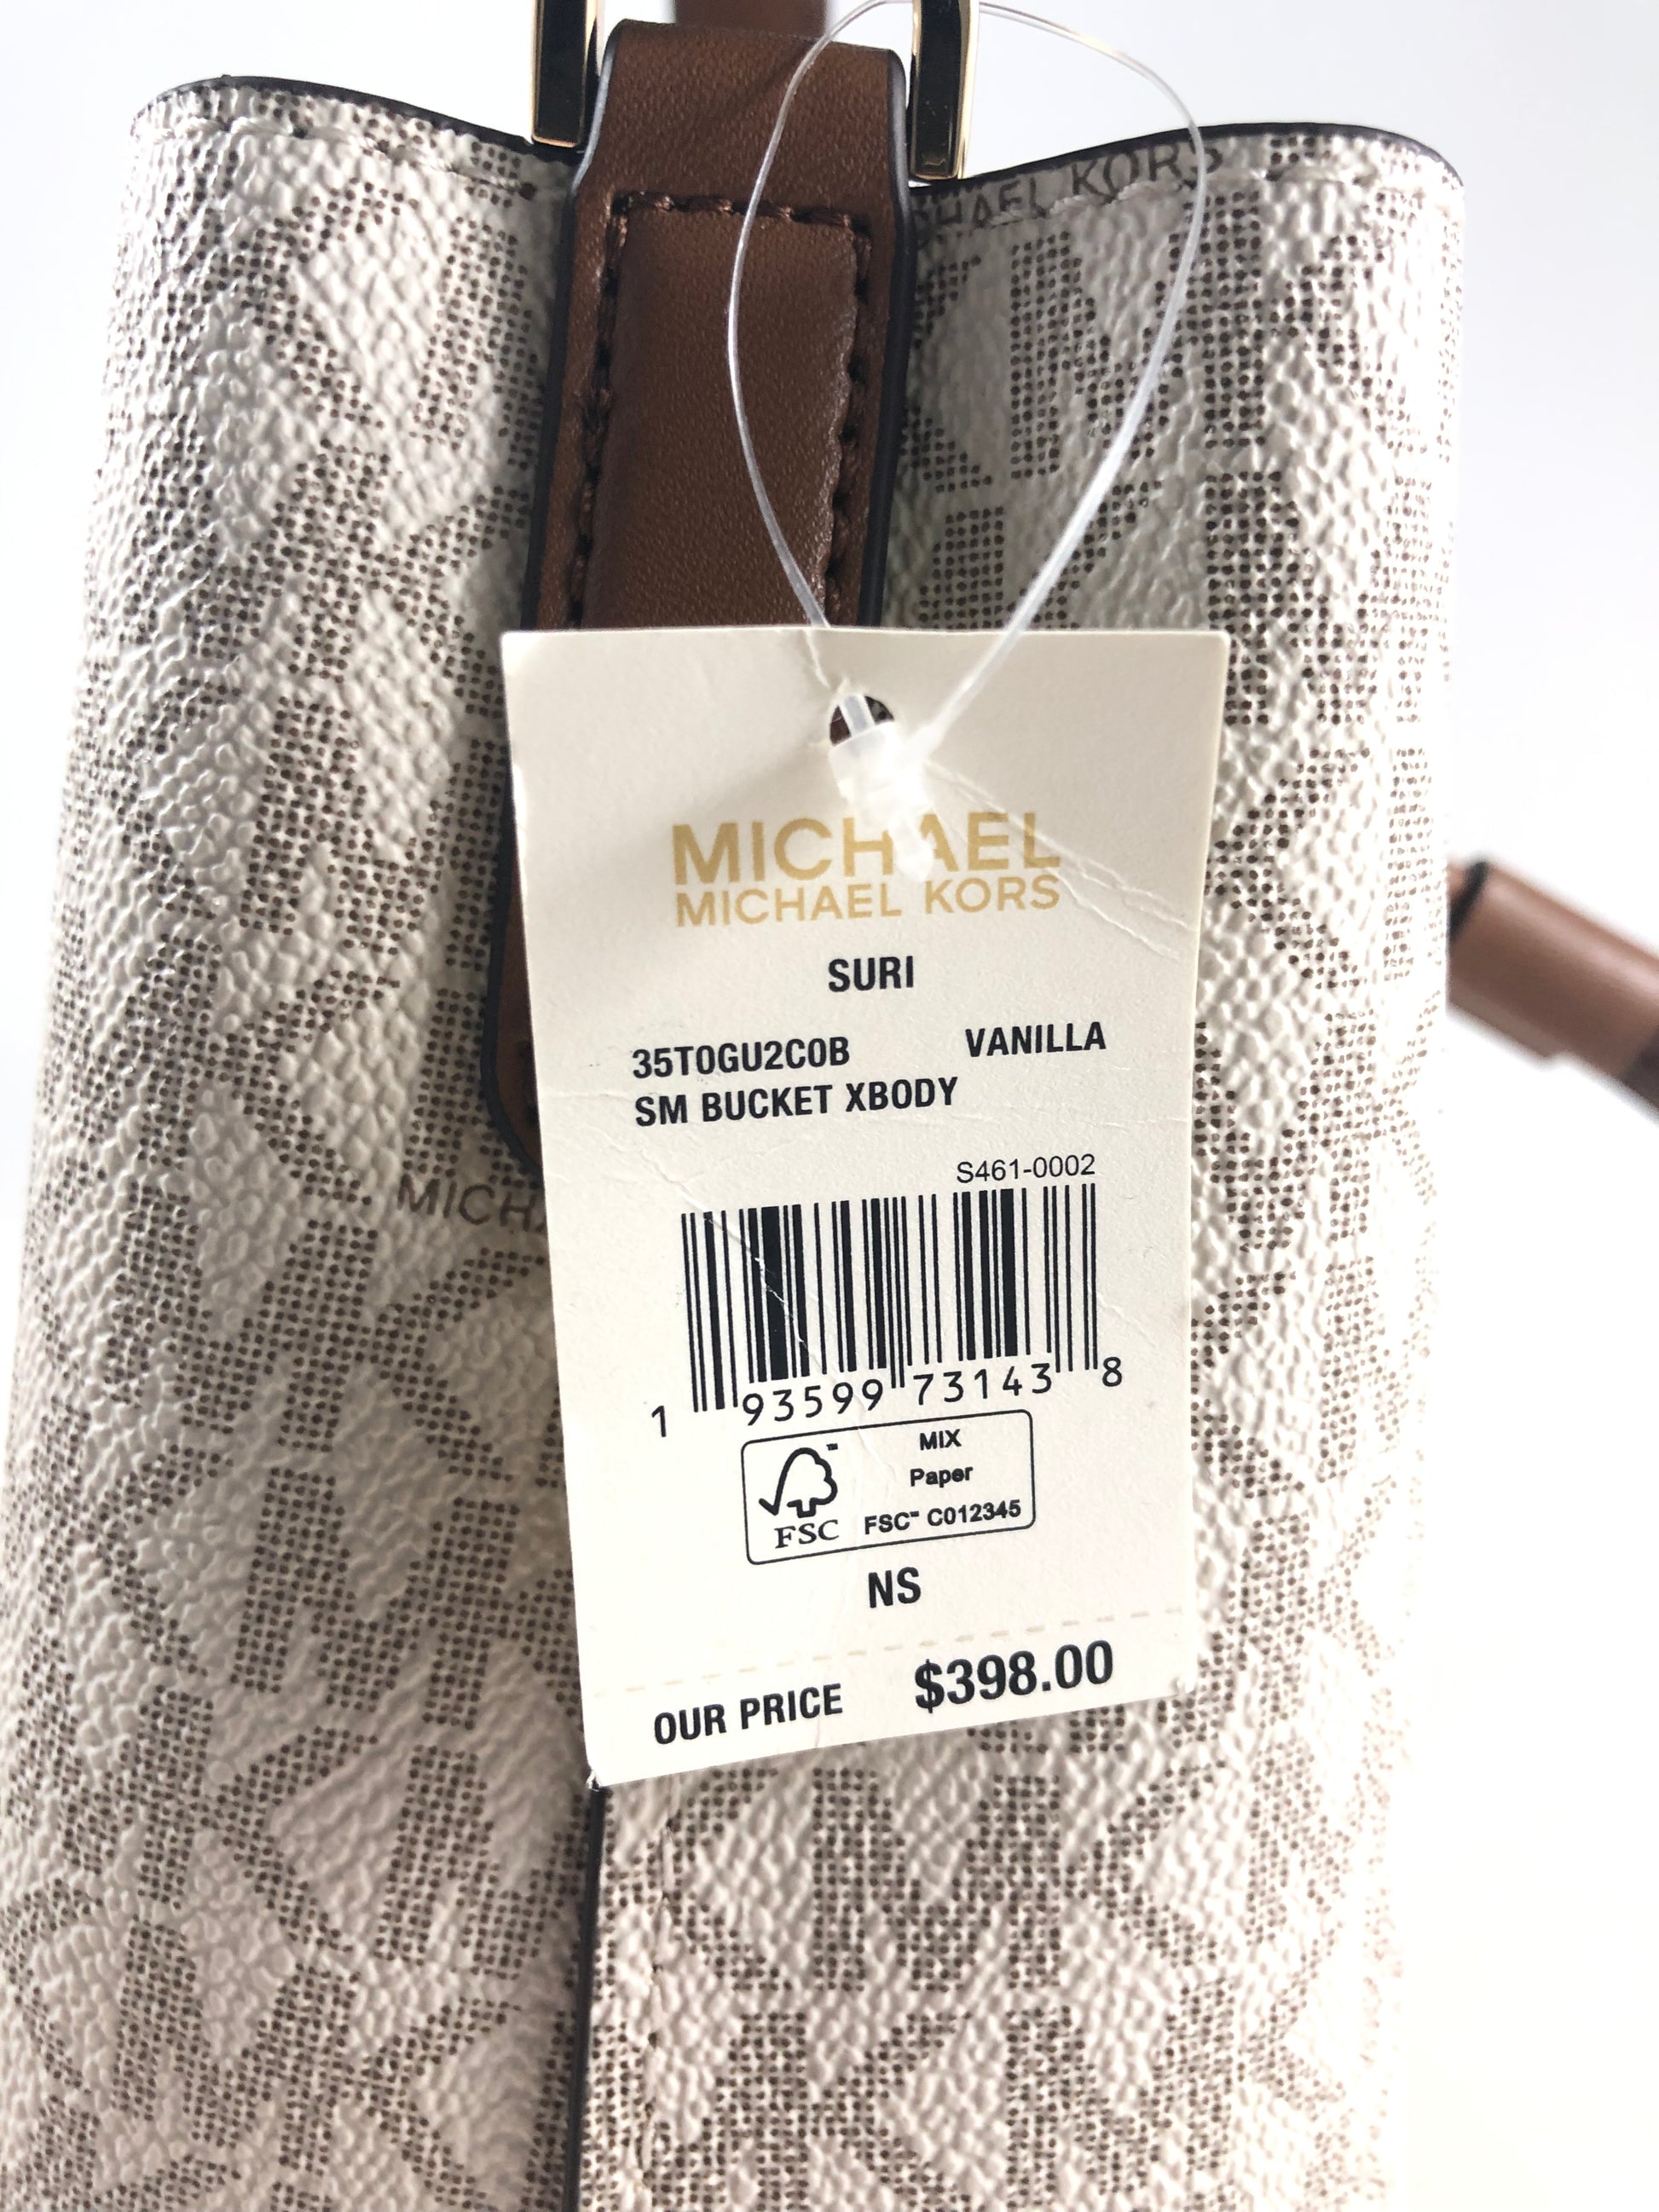 MICHAEL KORS
MICHAEL
MICHAEL KORS
SURI
35T0GU2C0B VANILLA
SM BUCKET XBODY
S461-0002
1 93599 73143 8
MIX
Paper
FSC™ C012345
FSC
NS
OUR PRICE $398.00